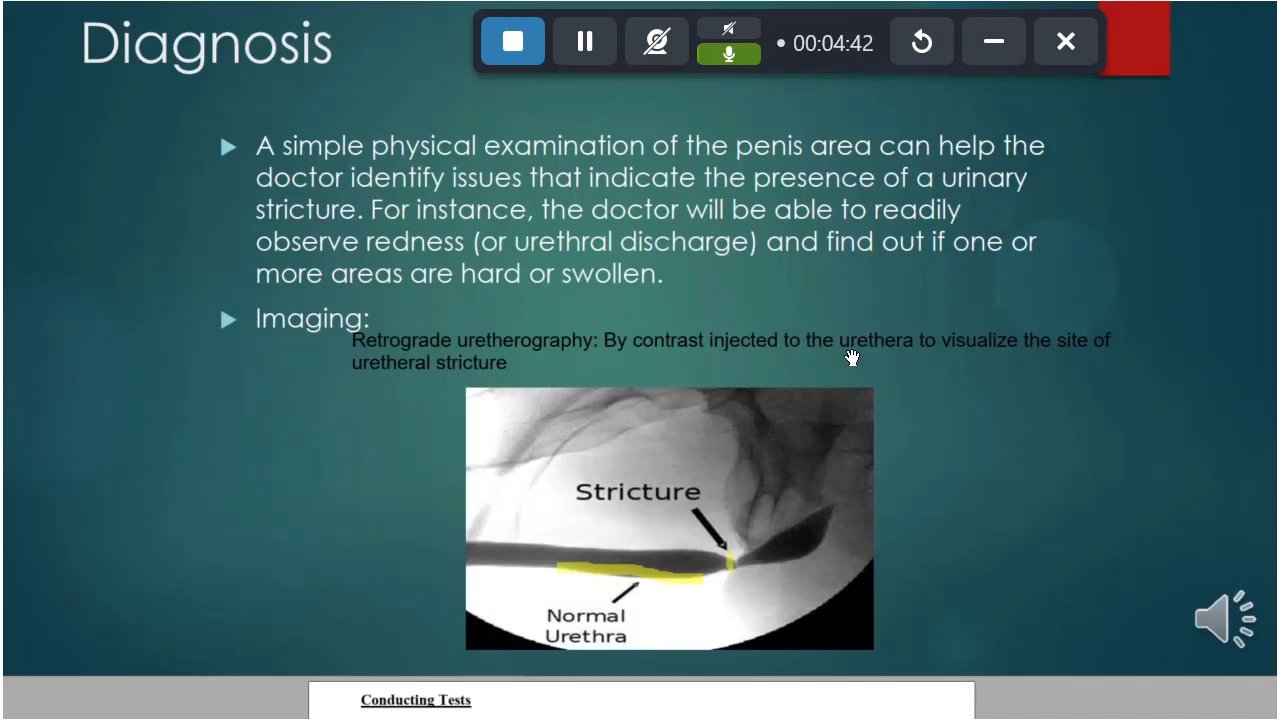 Diagnosis
00:04:42
A simple physical examination of the penis area can help the
doctor identify issues that indicate the presence of a urinary
stricture. For instance, the doctor will be able to readily
observe redness (or urethral discharge) and find out if one or
more areas are hard or swollen.
Imaging:
Retrograde uretherography: By contrast injected to the urethera to visualize the site of
uretheral stricture
Stricture
Normal
Urethra
Conducting Tests